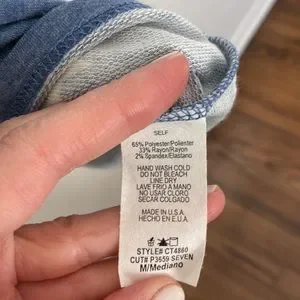 SELF
65% Polyester/Poliester
33% Rayon/Rayon
2% Spandex/Elastano
HAND WASH COLD
DO NOT BLEACH
LINE DRY
LAVE FRIO A MANO
NO USAR CLORO
SECAR COLGADO
MADE IN U.S.A
HECHO EN E.U.A.
STYLE# CT4860
CUT# P3659 SEVEN
M/Mediano